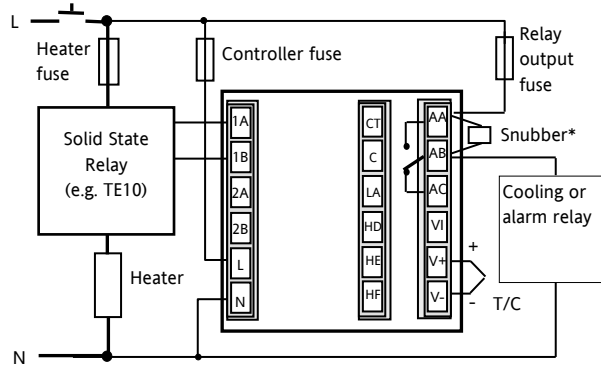 L
Heater
fuse
Controller fuse
Relay
output
fuse
Solid State
Relay
(e.g. TE10)
1A
1B
2A
2B
L
N
CT
C
LA
HD
HE
HF
AA
AB
AC
VI
V+
V-
Snubber*
Cooling or
alarm relay
+
-
T/C
Heater
N